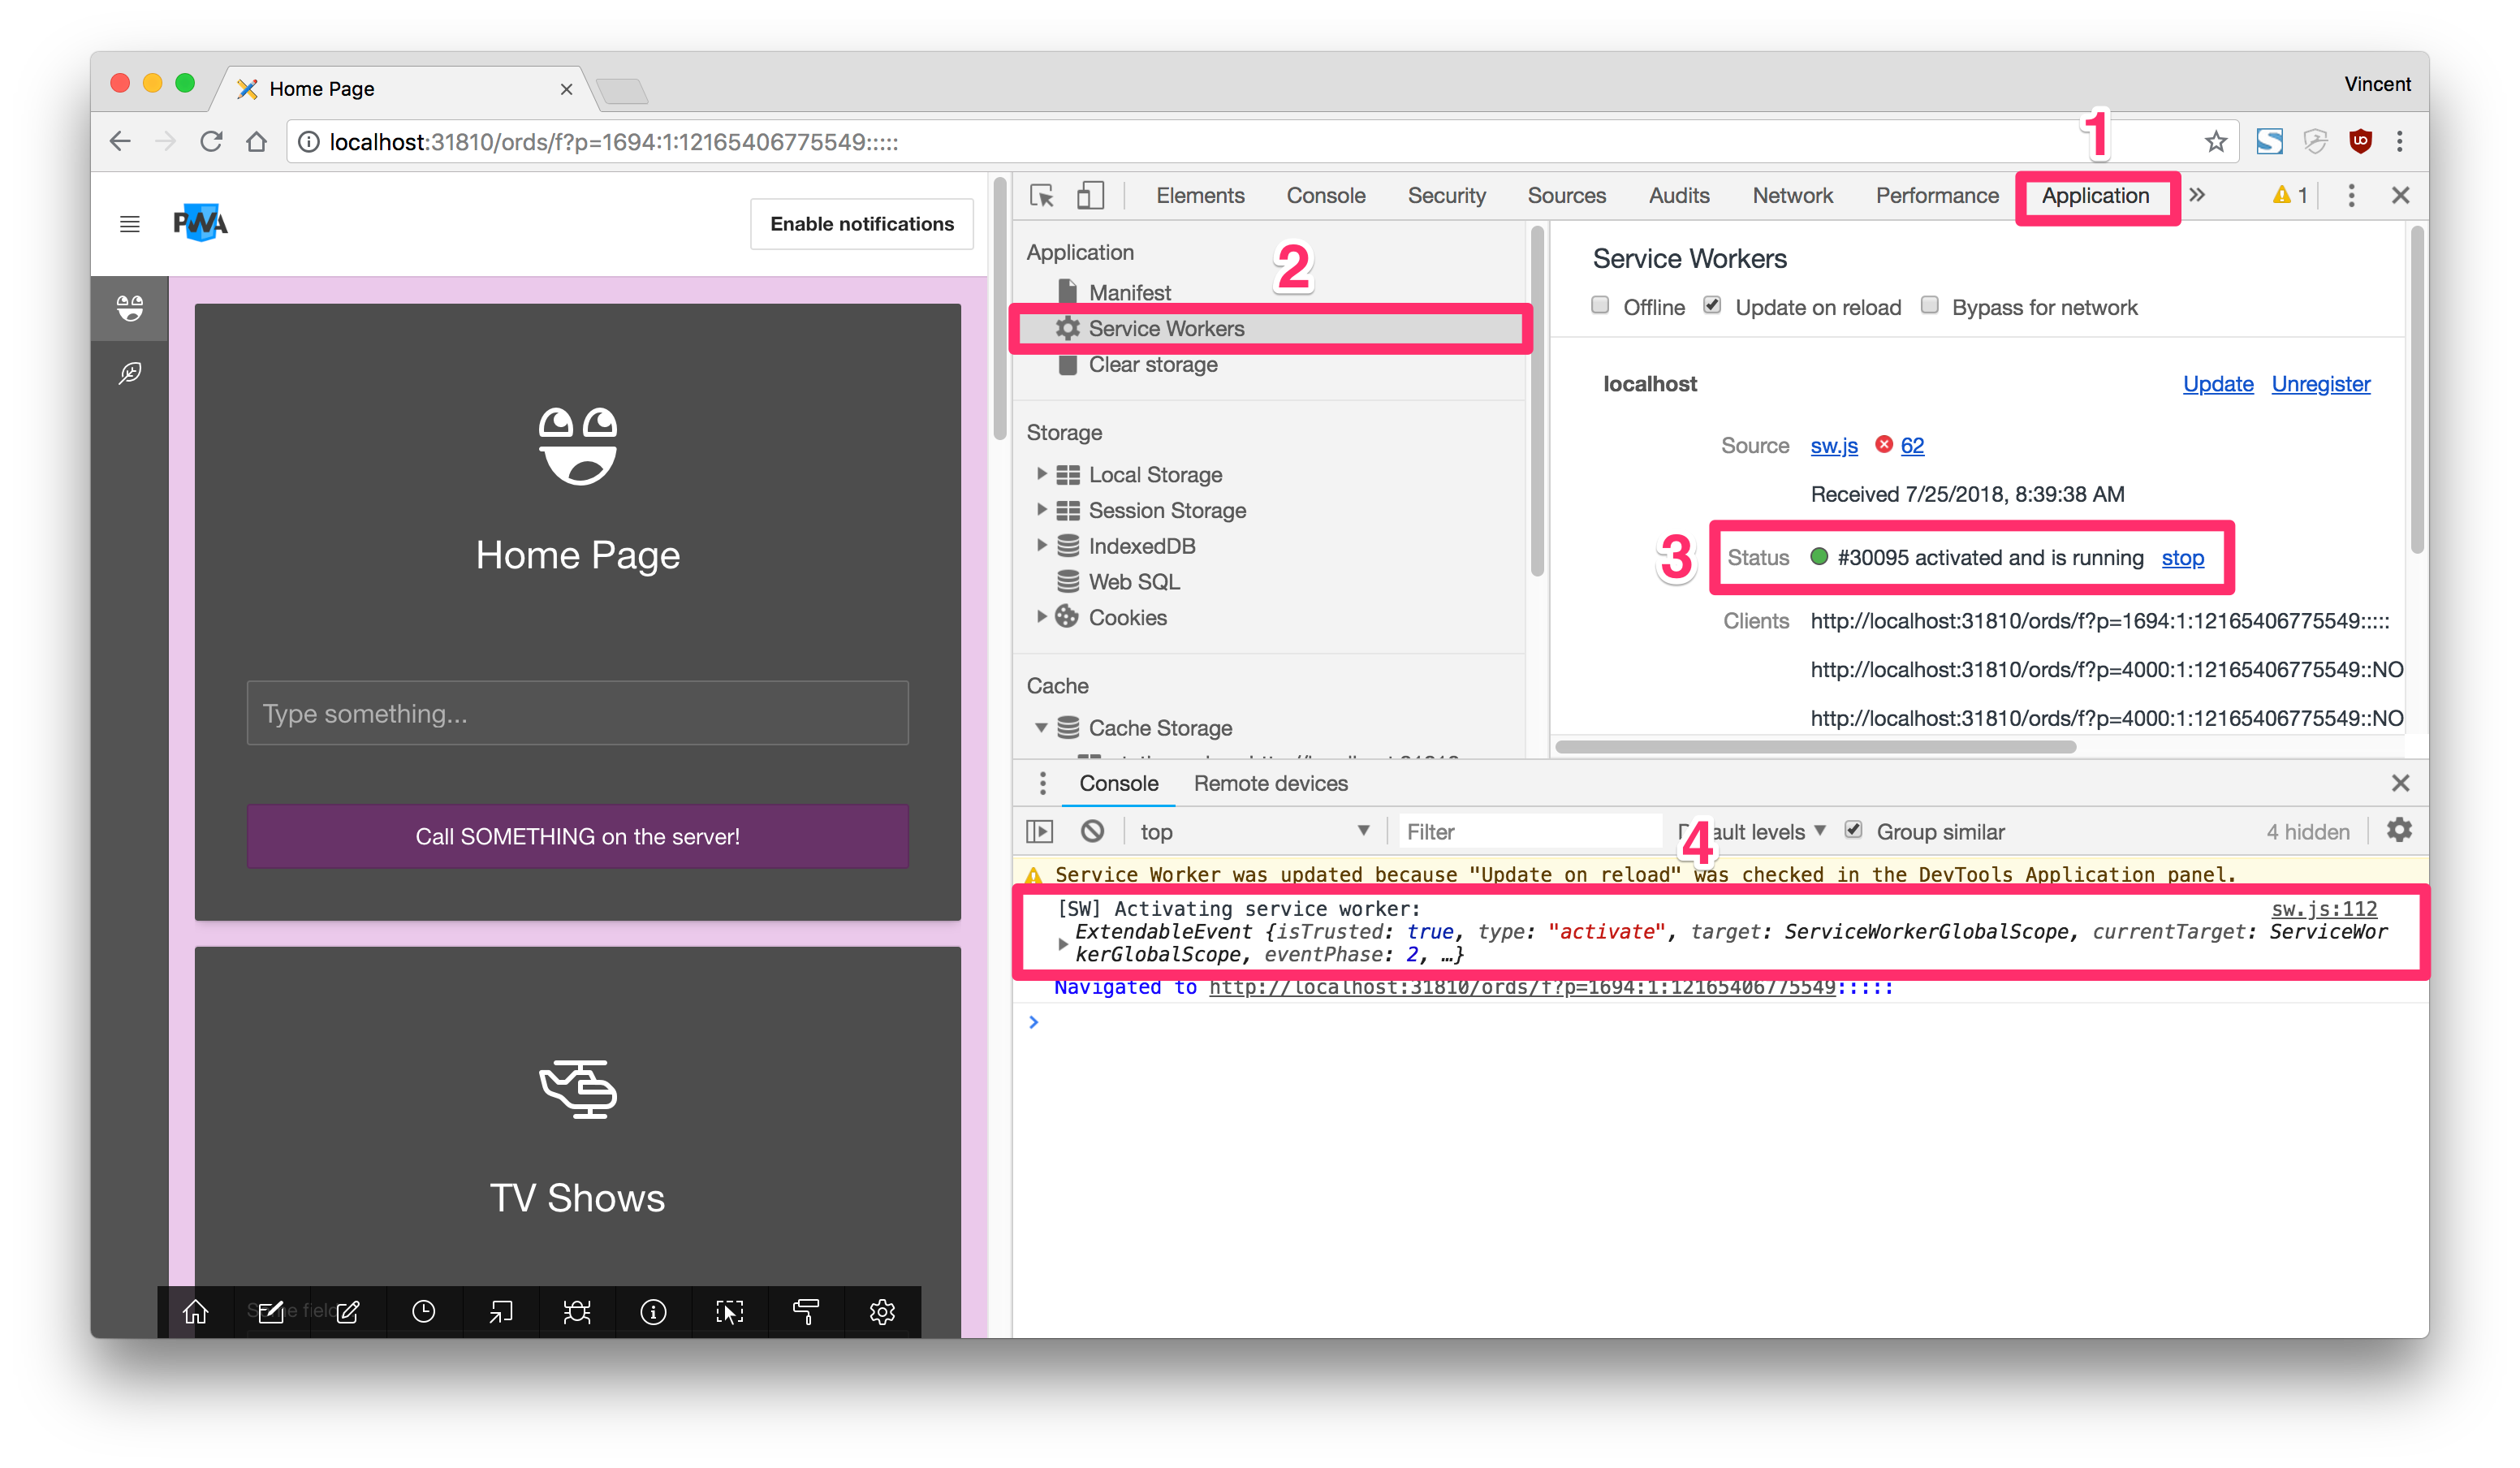 Home Page
Vincent
localhost:31810/ords/f?p=1694:1:12165406775549:::::
1
PWA
Enable notifications
Elements Console Security Sources Audits Network Performance Application 1
Application
2
Manifest
Service Workers
Clear storage
Storage
Local Storage
Session Storage
IndexedDB
Web SQL
Cookies
Cache
Cache Storage
Service Workers
Offline Update on reload Bypass for network
localhost Update Unregister
Source sw.js 62
Received 7/25/2018, 8:39:38 AM
3
Status #30095 activated and is running stop
Clients http://localhost:31810/ords/f?p=1694:1:12165406775549:::::
http://localhost:31810/ords/f?p=4000:1:12165406775549::NO
http://localhost:31810/ords/f?p=4000:1:12165406775549::NO
Home Page
Type something...
Call SOMETHING on the server!
TV Shows
Console Remote devices
top Filter levels Group similar 4 hidden
4
Service Worker was updated because "Update on reload" was checked in the DevTools Application panel.
[SW] Activating service worker: sw.js:112
ExtendableEvent {isTrusted: true, type: "activate", target: ServiceWorkerGlobalScope, currentTarget: ServiceWor
kerGlobalScope, eventPhase: 2, …}
Navigated to http://localhost:31810/ords/f?p=1694:1:12165406775549:::::